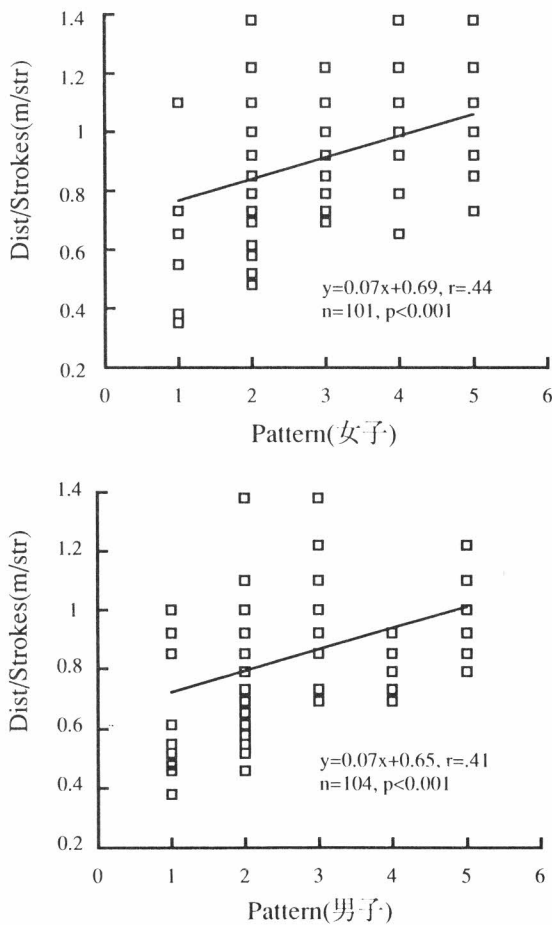 Dist/Strokes(m/str)
1.4
1.2
1
0.8
0.6
0.4
0.2
0 1 2 3 4 5 6
y=0.07x+0.69, r=.44
n=101, p<0.001
Pattern(女子)
Dist/Strokes(m/str)
1.4
1.2
1
0.8
0.6
0.4
0.2
0 1 2 3 4 5 6
y=0.07x+0.65, r=.41
n=104, p<0.001
Pattern(男子)